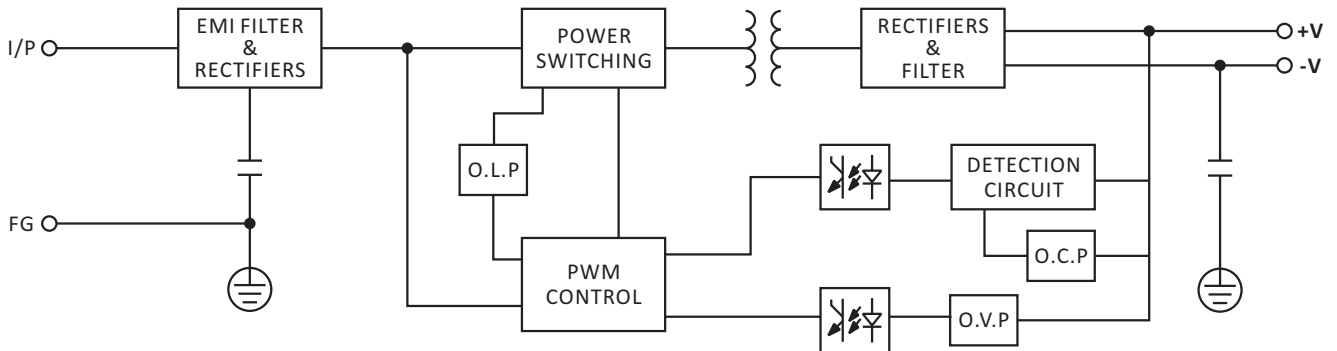 I/P
EMI FILTER
&
RECTIFIERS
POWER
SWITCHING
RECTIFIERS
&
FILTER
+V
-V
O.L.P
DETECTION
CIRCUIT
FG
O.C.P
PWM
CONTROL
O.V.P